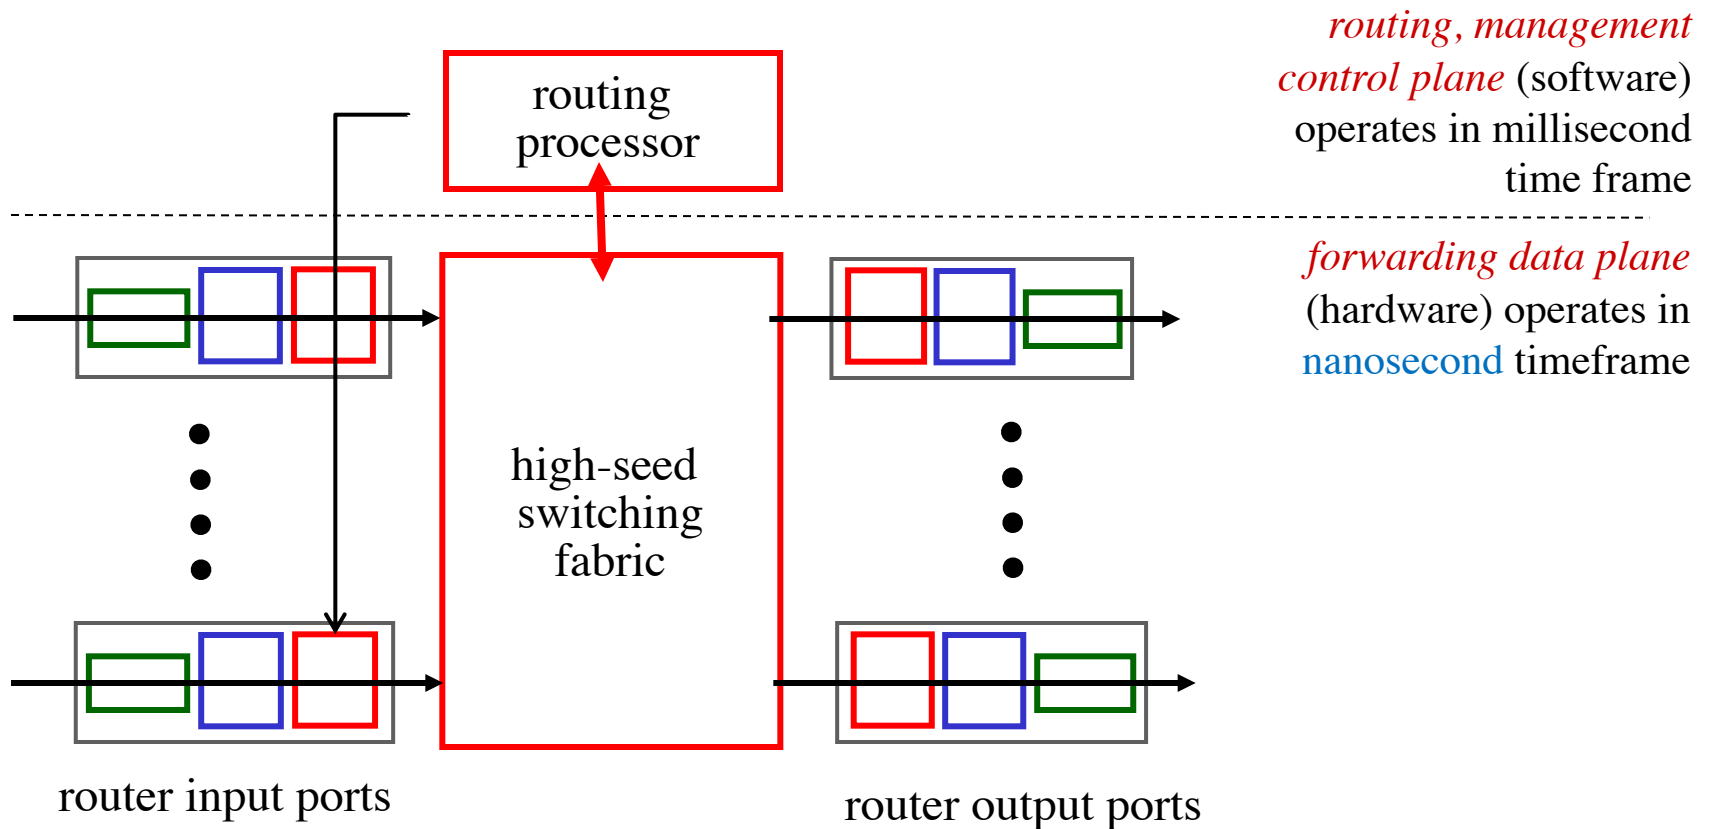 routing, management
control plane (software)
operates in millisecond
time frame
routing
processor
forwarding data plane
(hardware) operates in
nanosecond timeframe
high-seed
switching
fabric
router input ports
router output ports